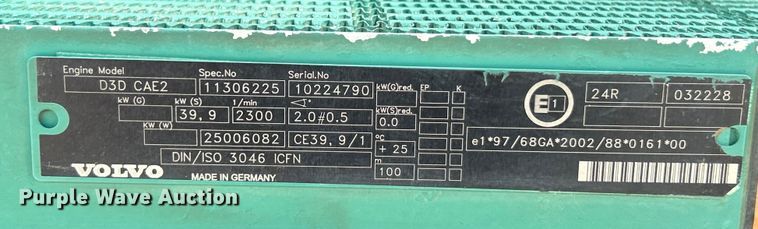 Engine Model Spec.No Serial.No
D3D CAE2 11306225 10224790 kW(G)red. EP K
kW (G) kW (S) 1/min ◁° 24R 032228
39,9 2300 2.0#0.5 kW(S)red. E1
kW (W) 0.0
25006082 CE39,9/1 °C e1*97/68GA*2002/88*0161*00
+ 25
DIN/ISO 3046 ICFN m
VOLVO MADE IN GERMANY 100
Purple Wave Auction